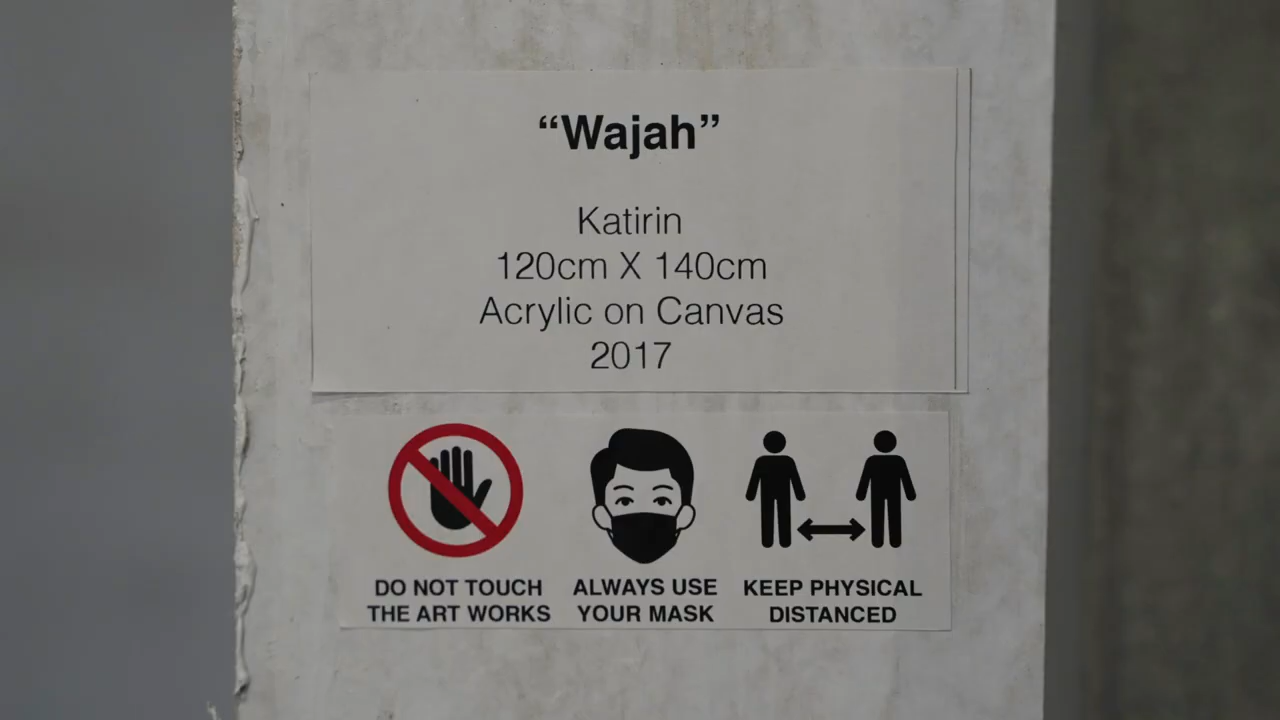 “Wajah”
Katirin
120cm X 140cm
Acrylic on Canvas
2017
DO NOT TOUCH
THE ART WORKS
ALWAYS USE
YOUR MASK
KEEP PHYSICAL
DISTANCED